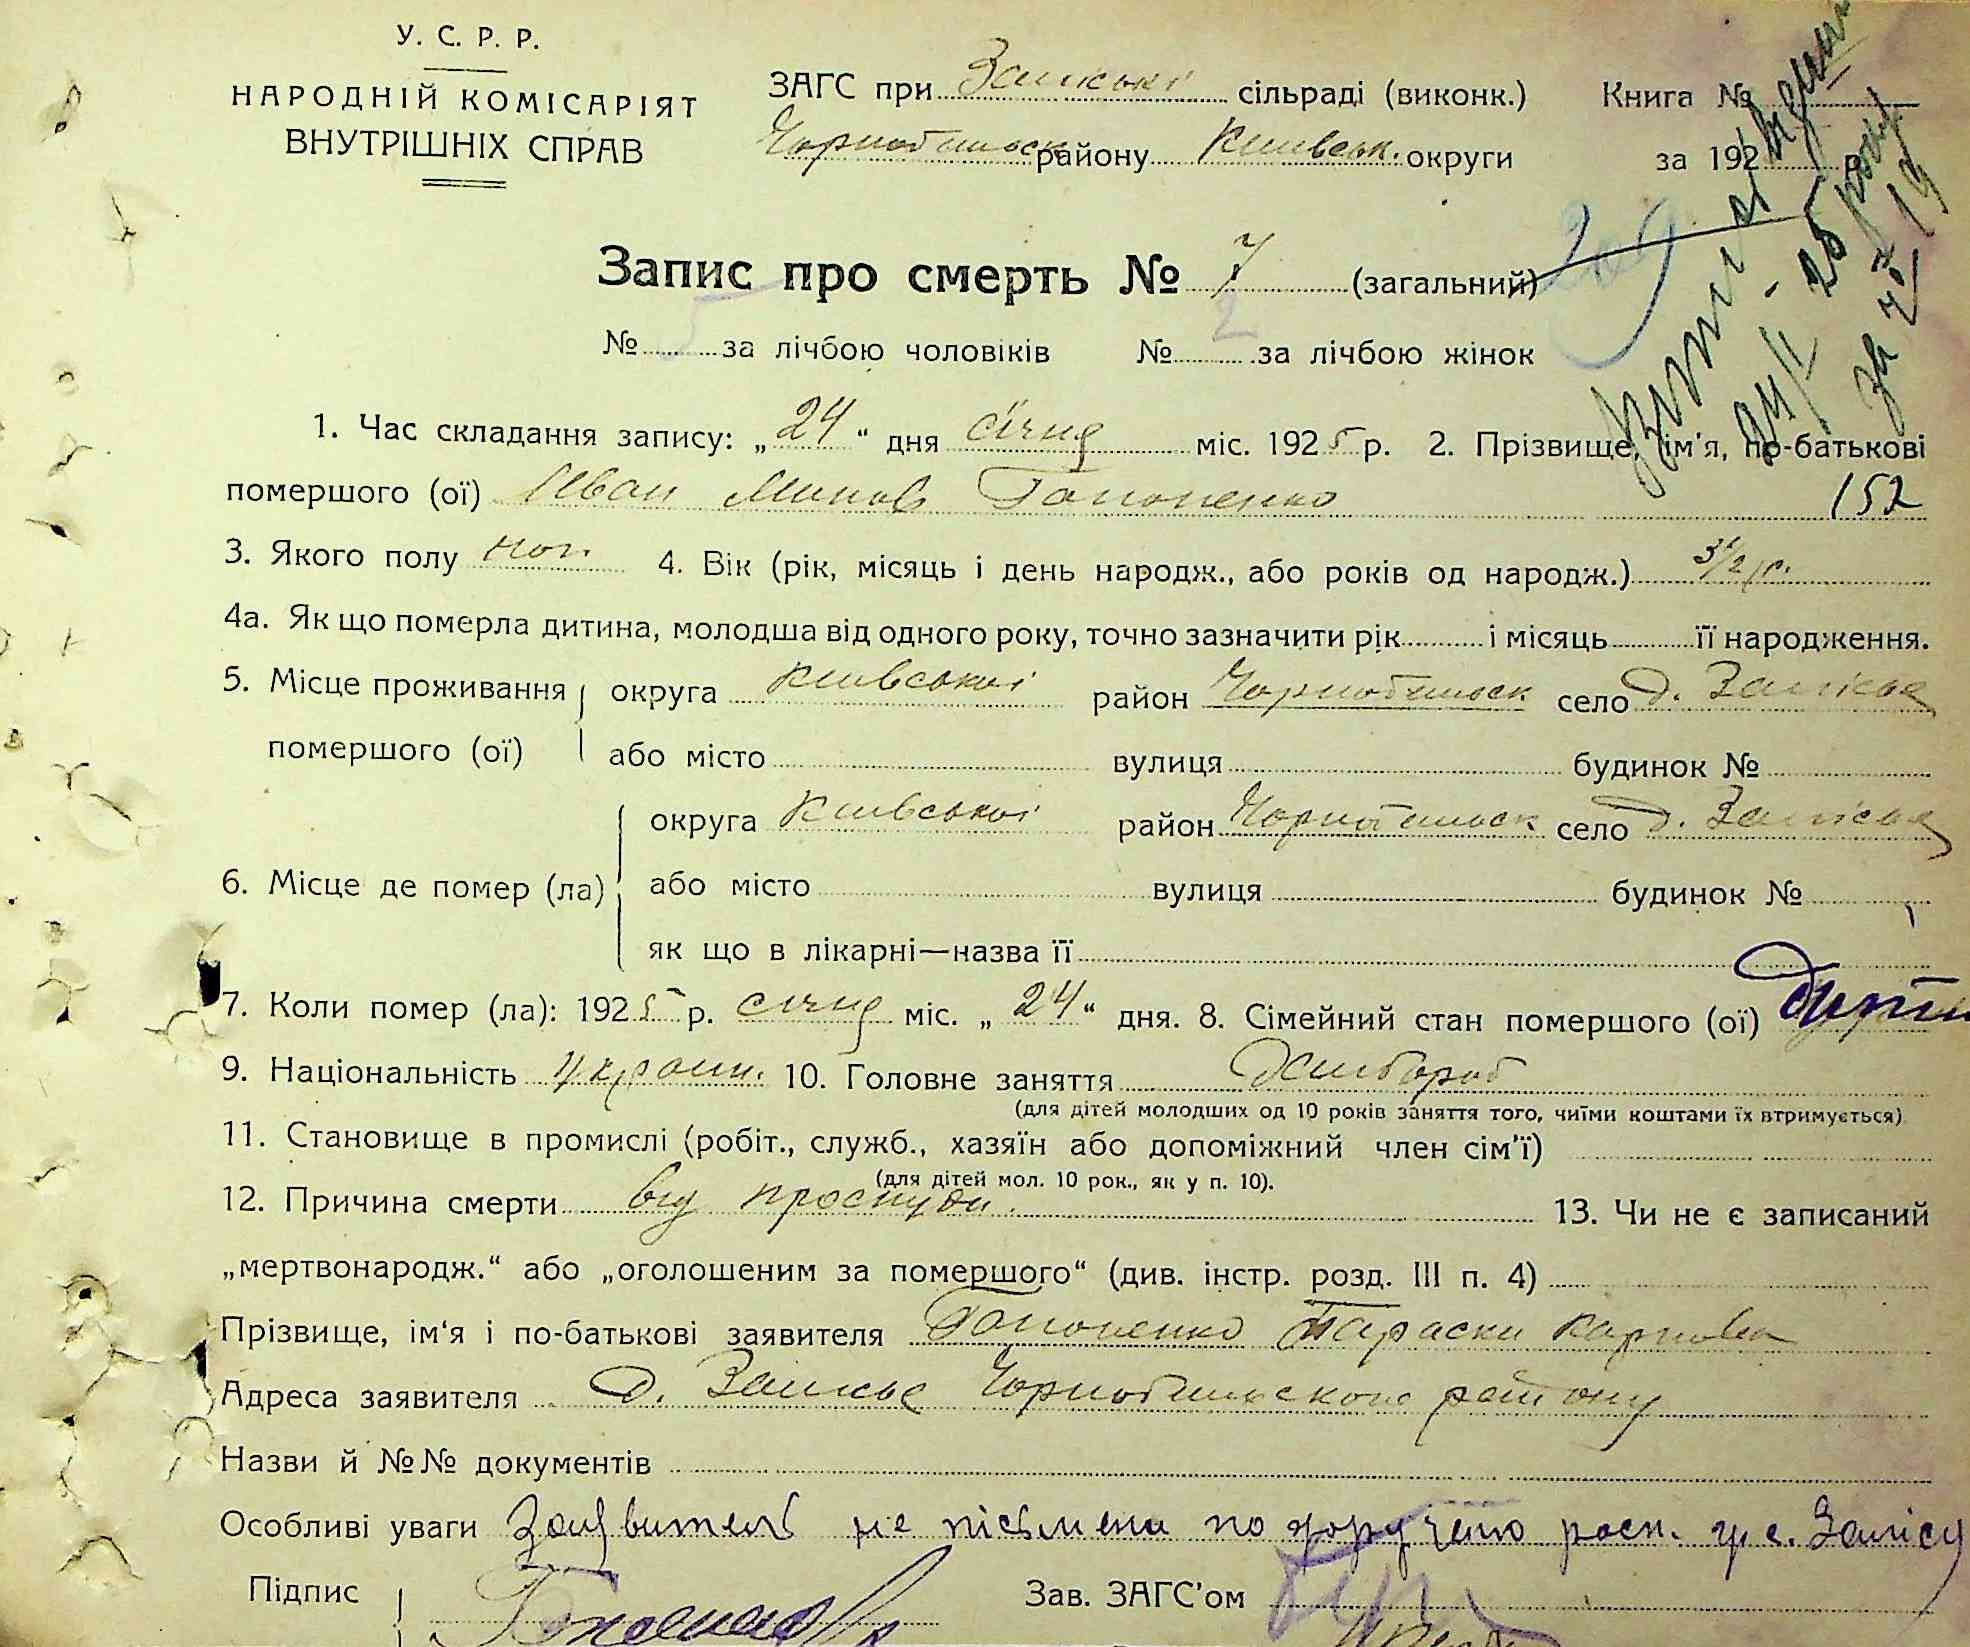 У. С. Р. Р.
НАРОДНІЙ КОМІСАРІЯТ
ВНУТРІШНІХ СПРАВ
ЗАГС при сільраді (виконк.) Книга №
Чорнобильск району Київськ. округи за 192 р.
Запис про смерть № 7 (загальний)
209
№ 5 за лічбою чоловіків № 2 за лічбою жінок
1. Час складання запису: „24“ дня січня міс. 1925 р. 2. Прізвище, ім'я, по-батькові
помершого (ої) Иван Гапоненко 152
3. Якого полу 4. Вік (рік, місяць і день народж., або років од народж.) 3 1/2 р.
4а. Як що померла дитина, молодша від одного року, точно зазначити рік і місяць її народження.
5. Місце проживання помершого (ої) округа Київської район Чорнобильск село д. Залісье
або місто вулиця будинок №
6. Місце де помер (ла) округа Київської район Чорнобильск село д. Залісье
або місто вулиця будинок №
як що в лікарні—назва її
7. Коли помер (ла): 1925 р. січня міс. „24“ дня. 8. Сімейний стан помершого (ої)
9. Національність украин. 10. Головне заняття Хлібороб
(для дітей молодших од 10 років заняття того, чиїми коштами їх втримується)
11. Становище в промислі (робіт., служб., хазяїн або допоміжний член сім'ї)
(для дітей мол. 10 рок., як у п. 10).
12. Причина смерти від простуди. 13. Чи не є записаний
„мертвонародж.“ або „оголошеним за помершого“ (див. інстр. розд. III п. 4)
Прізвище, ім'я і по-батькові заявителя Гапоненко Параски Карповна
Адреса заявителя д. Залисье Чорнобильского району
Назви й №№ документів
Особливі уваги Заявитель не письмена по
Підпис Зав. ЗАГС'ом